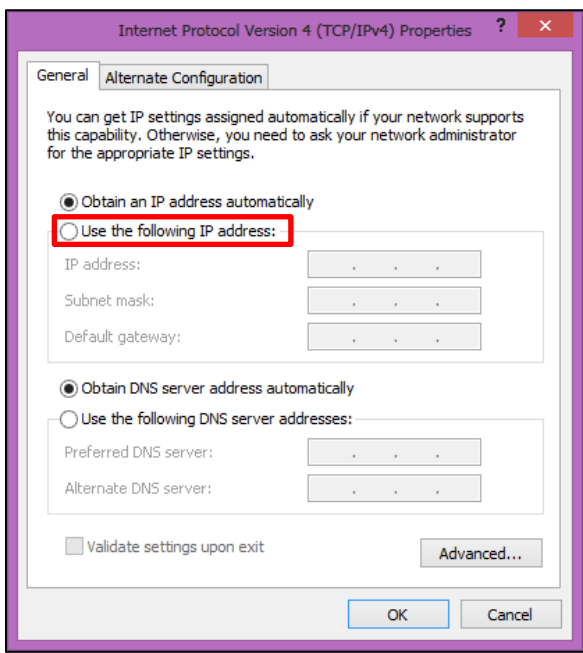 Internet Protocol Version 4 (TCP/IPv4) Properties ? ×
General Alternate Configuration
You can get IP settings assigned automatically if your network supports
this capability. Otherwise, you need to ask your network administrator
for the appropriate IP settings.
Obtain an IP address automatically
Use the following IP address:
IP address: . . .
Subnet mask: . . .
Default gateway: . . .
Obtain DNS server address automatically
Use the following DNS server addresses:
Preferred DNS server: . . .
Alternate DNS server: . . .
Validate settings upon exit
Advanced...
OK Cancel